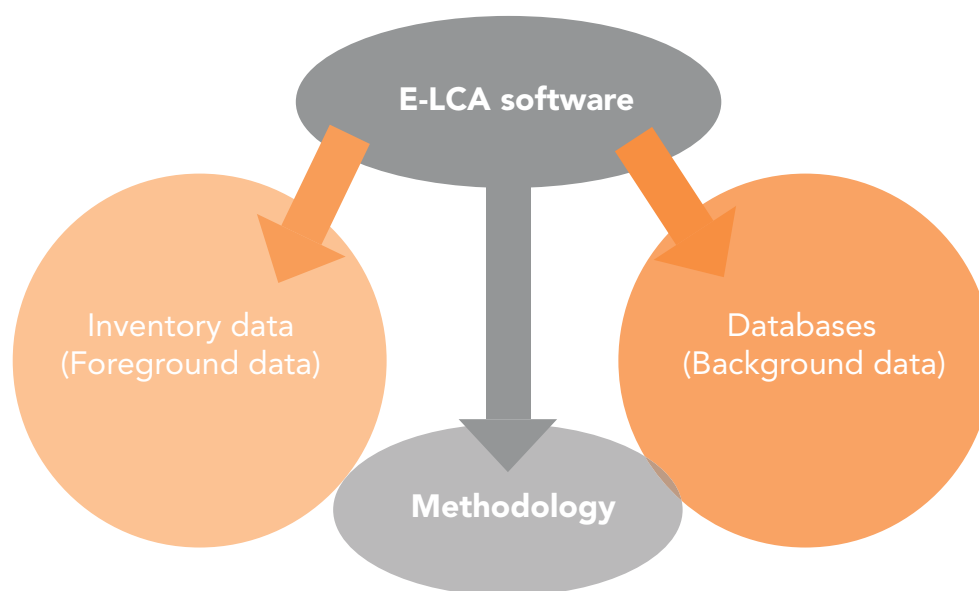 E-LCA software
Inventory data
(Foreground data)
Databases
(Background data)
Methodology